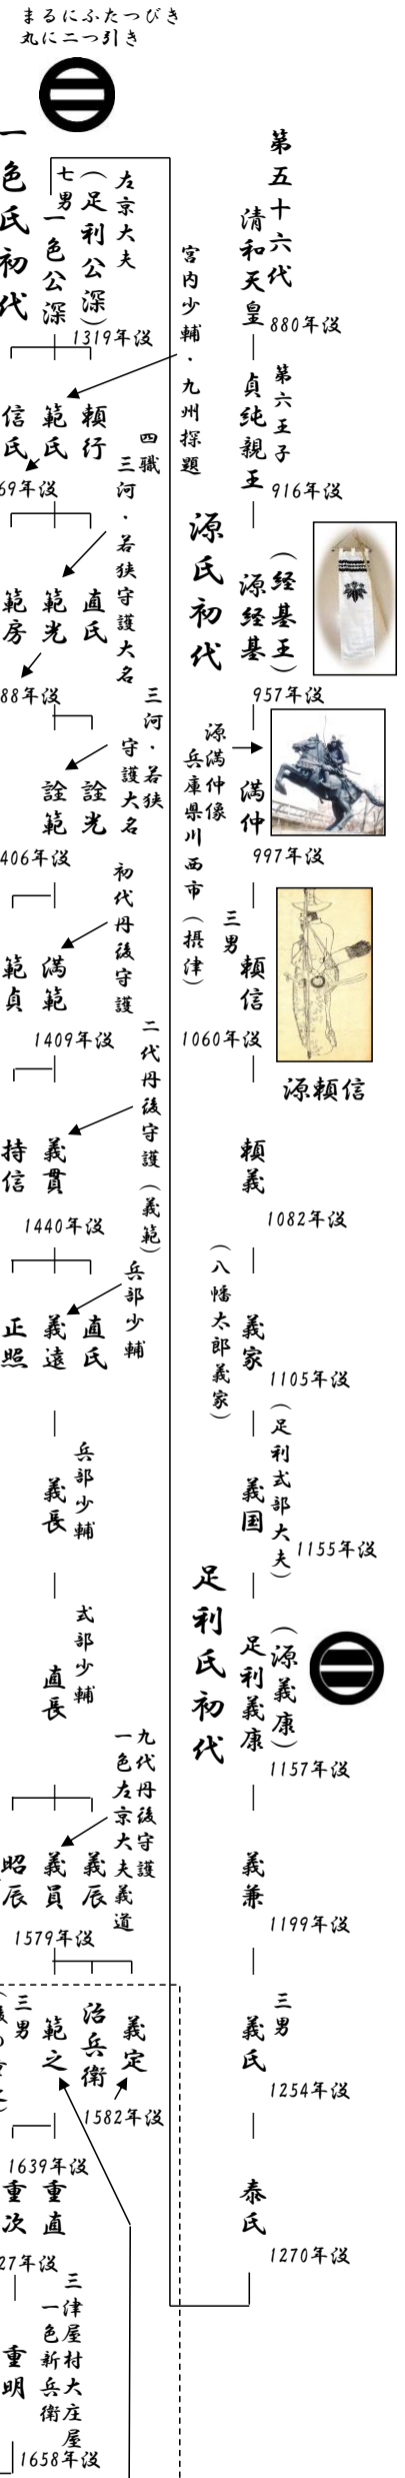 まるにふたつびき
丸に二つ引き
第五十六代
清和天皇
880年没
第六王子
貞純親王
916年没
(経基王)
源経基
源氏初代
957年没
満仲
997年没
源満仲像
兵庫県川西市(摂津)
三男
頼信
1060年没
源頼信
頼義
1082年没
義家
(八幡太郎義家)
1105年没
義国
(足利式部大夫)
1155年没
(源義康)
足利義康
足利氏初代
1157年没
義兼
1199年没
三男
義氏
1254年没
泰氏
1270年没
左京大夫
(足利公深)
七男
一色公深
一色氏初代
1319年没
宮内少輔・九州探題
頼行
範氏
信氏
69年没
四職
三河・若狭守護大名
直氏
範光
範房
88年没
三河・若狭
守護大名
詮光
詮範
406年没
初代丹後守護
満範
範貞
1409年没
二代丹後守護(義範)
義貫
持信
1440年没
兵部少輔
直氏
義遠
正照
兵部少輔
義長
式部少輔
直長
九代丹後守護
一色左京大夫義道
義辰
義員
昭辰
1579年没
義定
治兵衛
範之
三男
1582年没
1639年没
重直
重次
27年没
三津屋村大庄屋
一色新兵衛
重明
1658年没